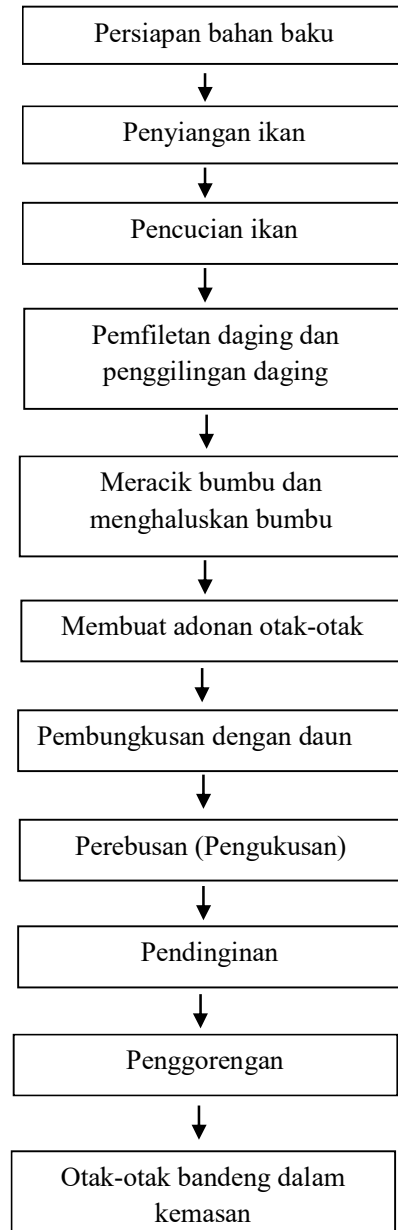 Persiapan bahan baku
Penyiangan ikan
Pencucian ikan
Pemfiletan daging dan
penggilingan daging
Meracik bumbu dan
menghaluskan bumbu
Membuat adonan otak-otak
Pembungkusan dengan daun
Perebusan (Pengukusan)
Pendinginan
Penggorengan
Otak-otak bandeng dalam
kemasan